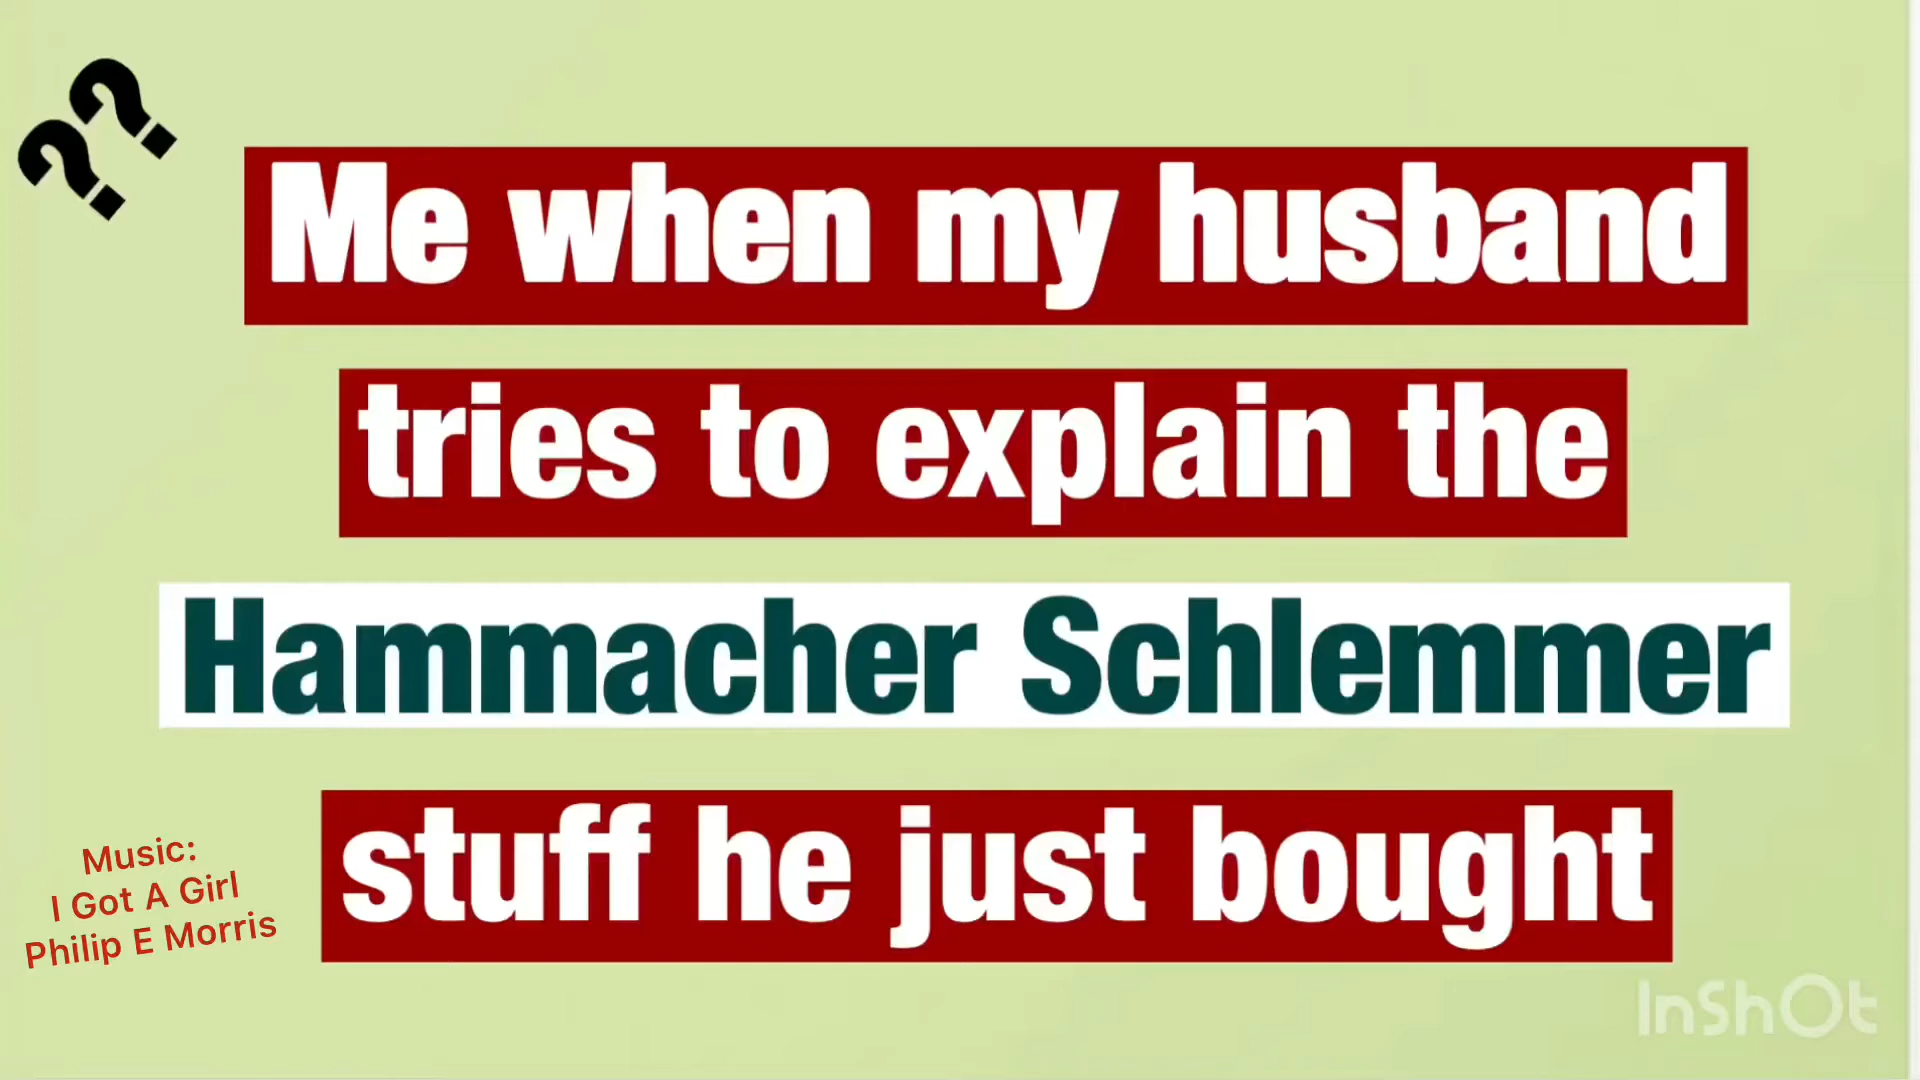 ??
Me when my husband
tries to explain the
Hammacher Schlemmer
stuff he just bought
Music:
I Got A Girl
Philip E Morris
InShOt